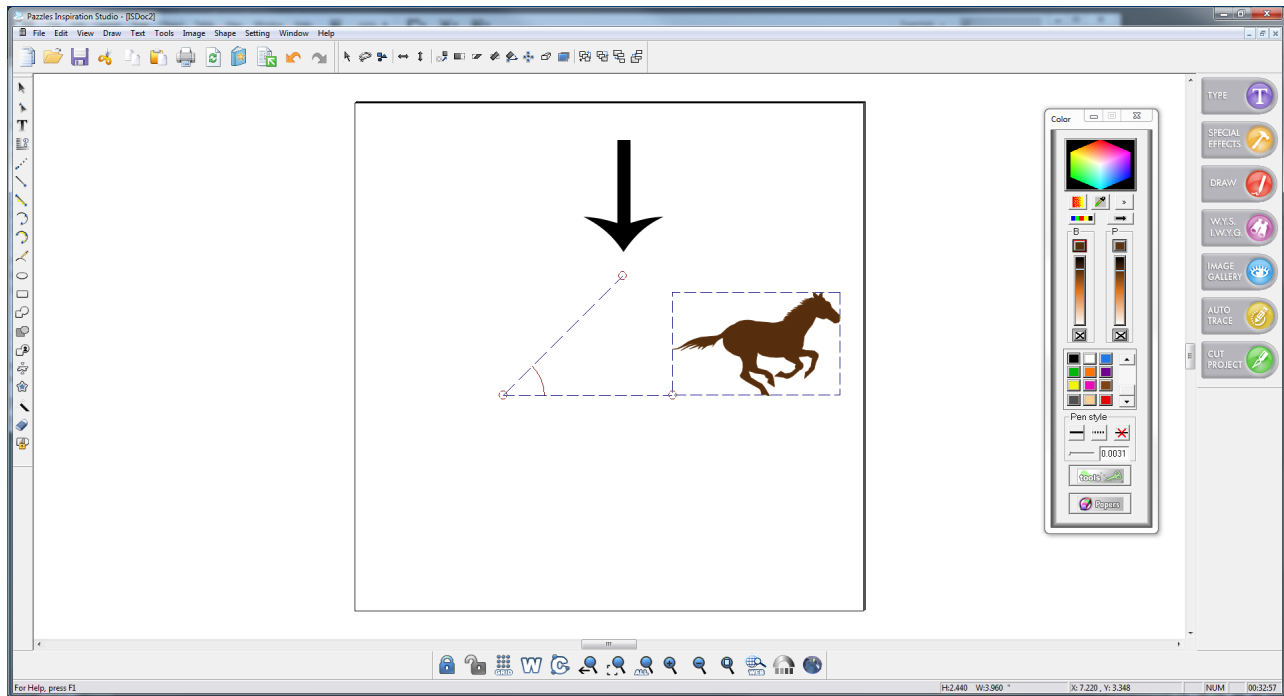 Pazzles Inspiration Studio - [ISDoc2]
File Edit View Draw Text Tools Image Shape Setting Window Help
TYPE T
SPECIAL
EFFECTS
DRAW
W.Y.S.
I.W.Y.G.
IMAGE
GALLERY
AUTO
TRACE
CUT
PROJECT
Color
B P
Pen style
0.0031
tools
Papers
T
GRID W C ALL WEB
For Help, press F1 H:2.440 W:3.960 " X: 7.220 , Y: 3.348 NUM 00:32:57